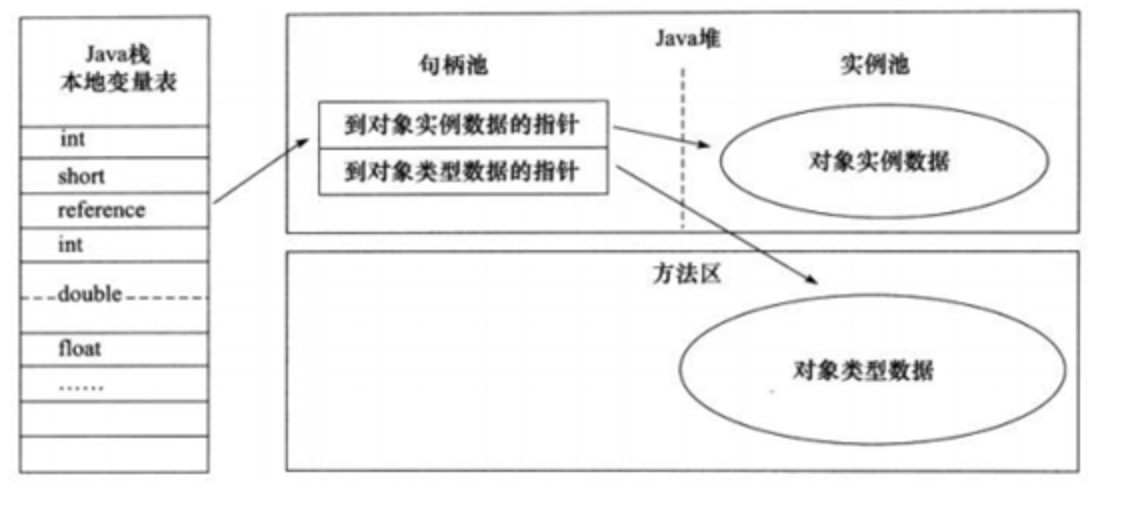 Java栈
本地变量表
int
short
reference
int
double
float
……
Java堆
句柄池
实例池
到对象实例数据的指针
到对象类型数据的指针
对象实例数据
方法区
对象类型数据